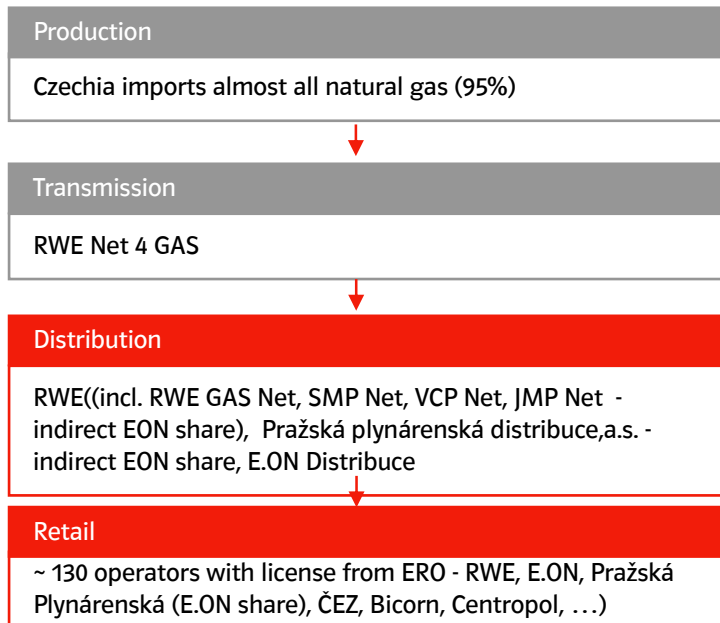 Production
Czechia imports almost all natural gas (95%)
Transmission
RWE Net 4 GAS
Distribution
RWE((incl. RWE GAS Net, SMP Net, VCP Net, JMP Net -
indirect EON share), Pražská plynárenská distribuce,a.s. -
indirect EON share, E.ON Distribuce
Retail
~ 130 operators with license from ERO - RWE, E.ON, Pražská
Plynárenská (E.ON share), ČEZ, Bicorn, Centropol, …)